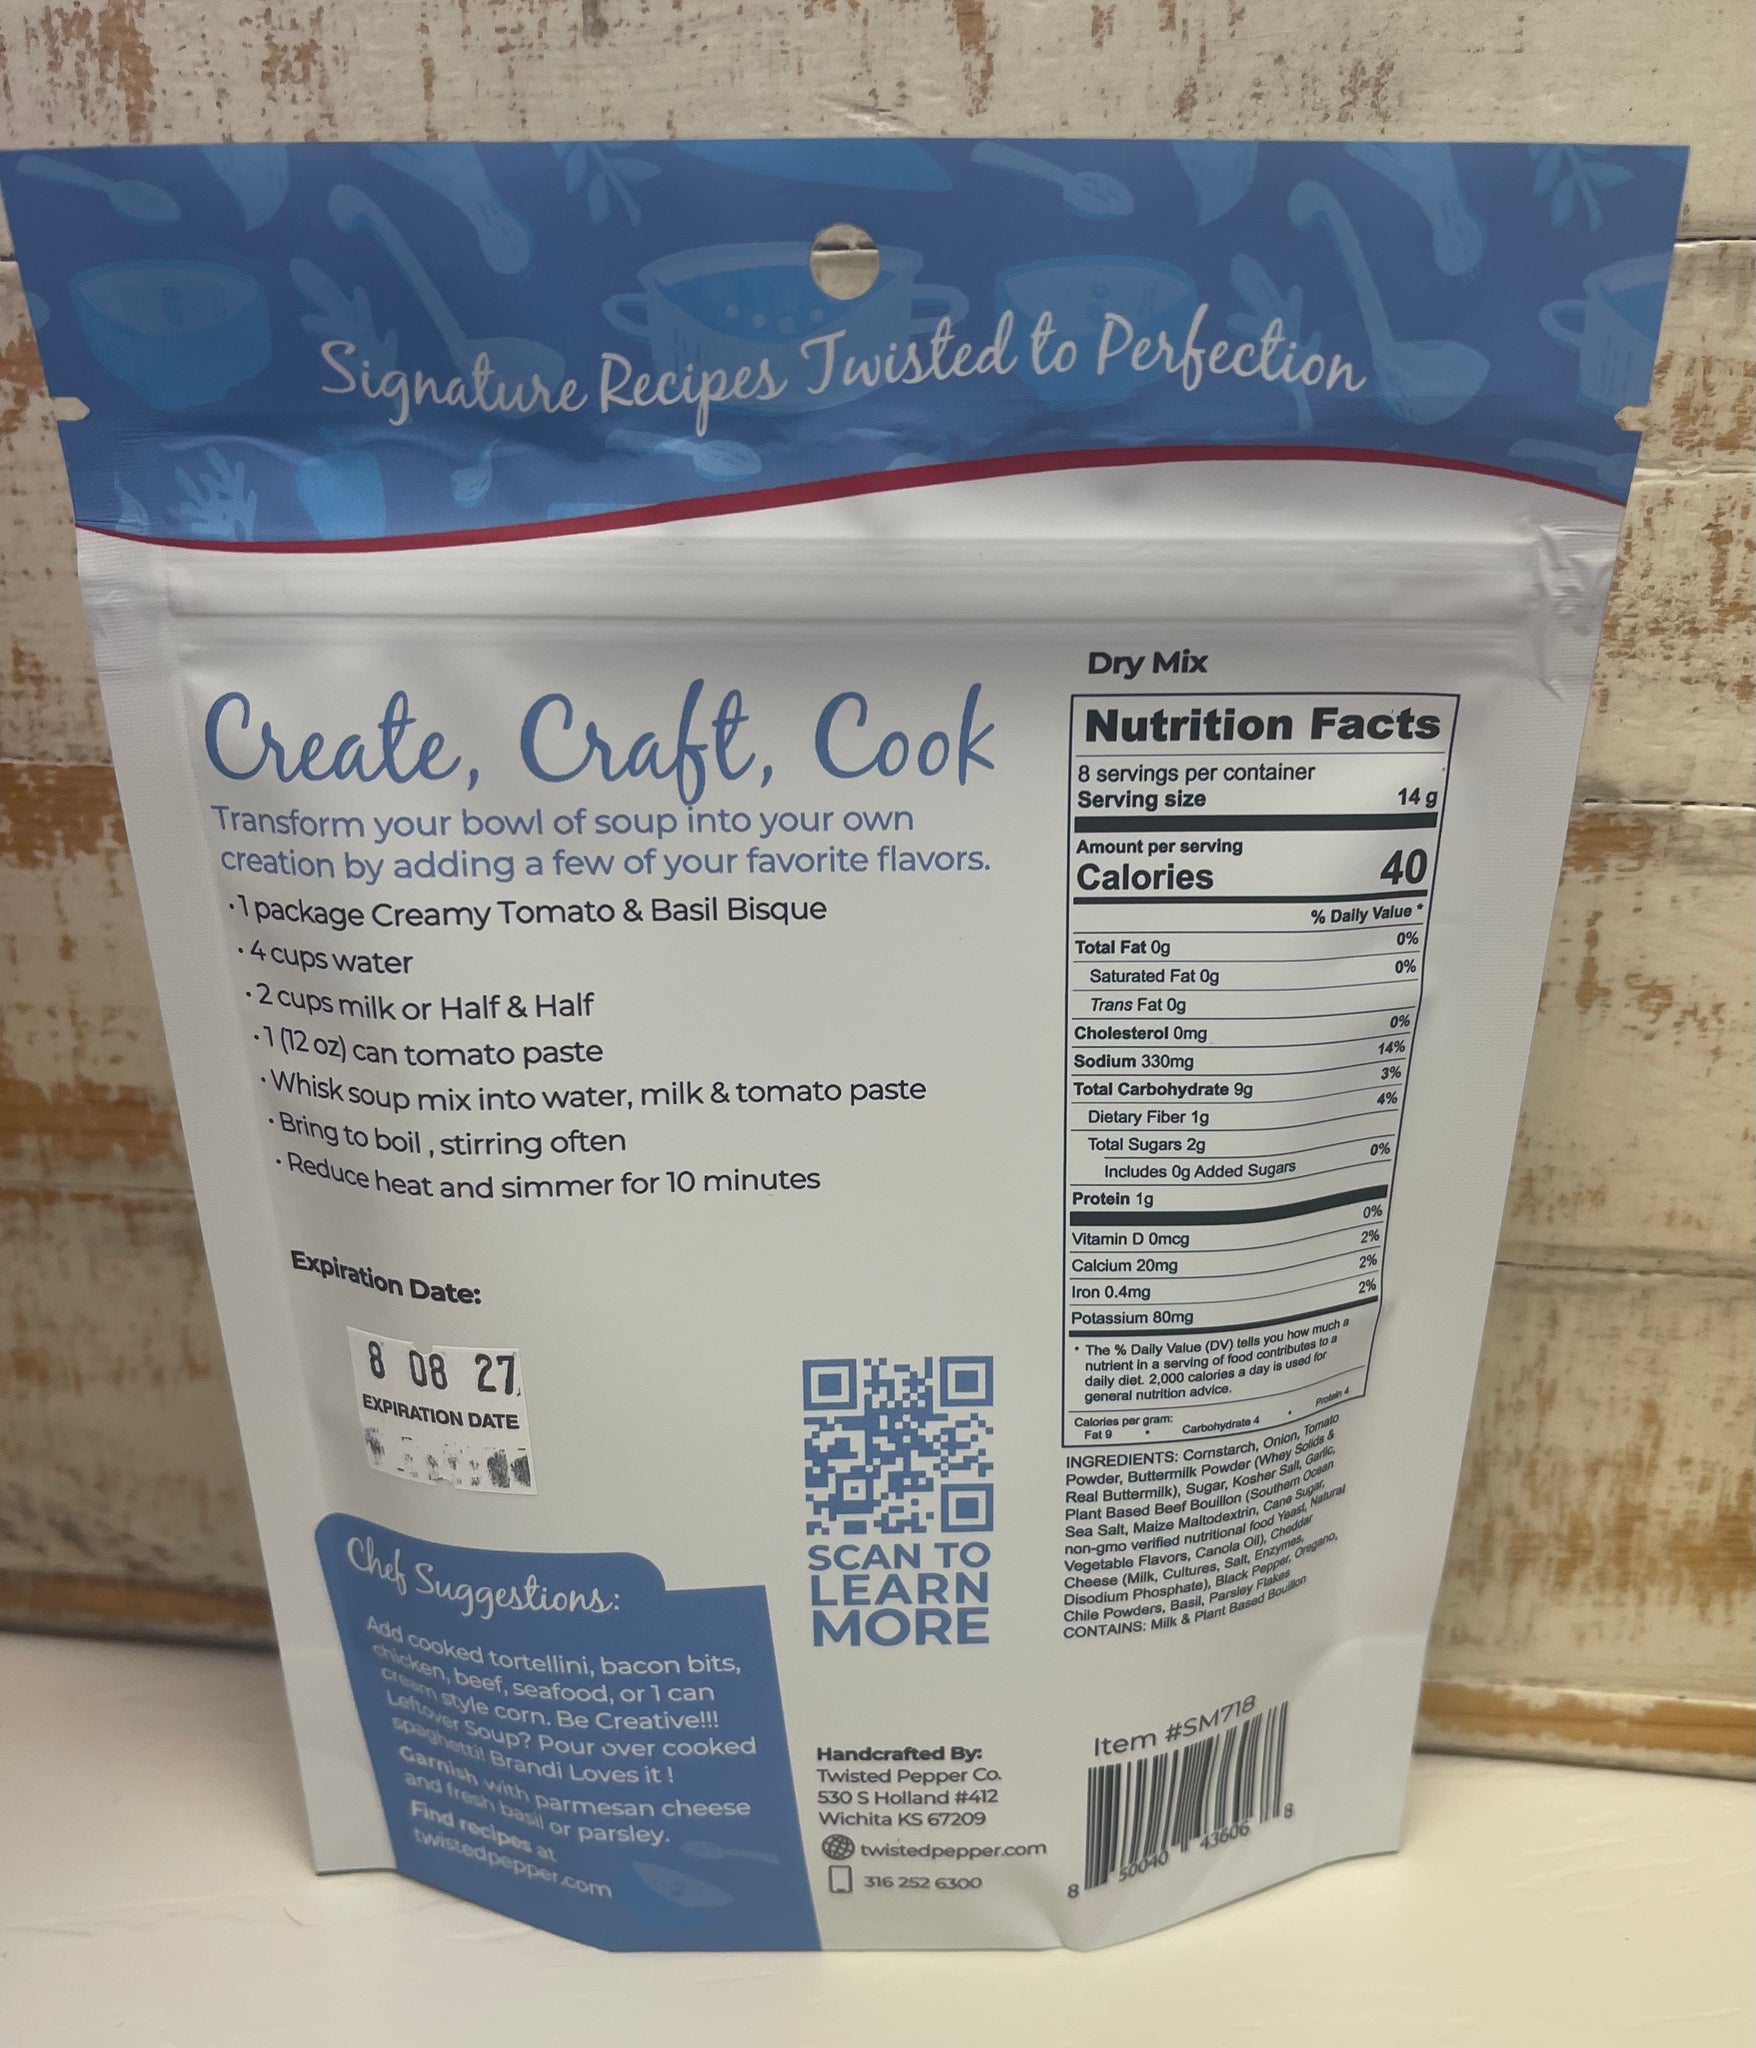 Signature Recipes Twisted to Perfection
Create, Craft, Cook
Transform your bowl of soup into your own
creation by adding a few of your favorite flavors.
·1 package Creamy Tomato & Basil Bisque
·4 cups water
·2 cups milk or Half & Half
·1 (12 oz) can tomato paste
·Whisk soup mix into water, milk & tomato paste
·Bring to boil , stirring often
·Reduce heat and simmer for 10 minutes
Expiration Date:
8 08 27
EXPIRATION DATE
Chef Suggestions:
Add cooked tortellini, bacon bits,
chicken, beef, seafood, or 1 can
cream style corn. Be Creative!!!
Leftover Soup? Pour over cooked
spaghetti! Brandi Loves it !
Garnish with parmesan cheese
and fresh basil or parsley.
Find recipes at
twistedpepper.com
SCAN TO
LEARN
MORE
Handcrafted By:
Twisted Pepper Co.
530 S Holland #412
Wichita KS 67209
twistedpepper.com
316 252 6300
Dry Mix
Nutrition Facts
8 servings per container
Serving size 14 g
Amount per serving
Calories 40
% Daily Value *
Total Fat 0g 0%
Saturated Fat 0g 0%
Trans Fat 0g
Cholesterol 0mg 0%
Sodium 330mg 14%
Total Carbohydrate 9g 3%
Dietary Fiber 1g 4%
Total Sugars 2g
Includes 0g Added Sugars 0%
Protein 1g
Vitamin D 0mcg 0%
Calcium 20mg 2%
Iron 0.4mg 2%
Potassium 80mg 2%
* The % Daily Value (DV) tells you how much a
nutrient in a serving of food contributes to a
daily diet. 2,000 calories a day is used for
general nutrition advice.
Calories per gram:
Fat 9 • Carbohydrate 4 • Protein 4
INGREDIENTS: Cornstarch, Onion, Tomato
Powder, Buttermilk Powder (Whey Solids &
Real Buttermilk), Sugar, Kosher Salt, Garlic,
Plant Based Beef Bouillon (Southern Ocean
Sea Salt, Maize Maltodextrin, Cane Sugar,
non-gmo verified nutritional food Yeast, Natural
Vegetable Flavors, Canola Oil), Cheddar
Cheese (Milk, Cultures, Salt, Enzymes,
Disodium Phosphate), Black Pepper, Oregano,
Chile Powders, Basil, Parsley Flakes
CONTAINS: Milk & Plant Based Bouillon
Item #SM718
8 50040 43606 8